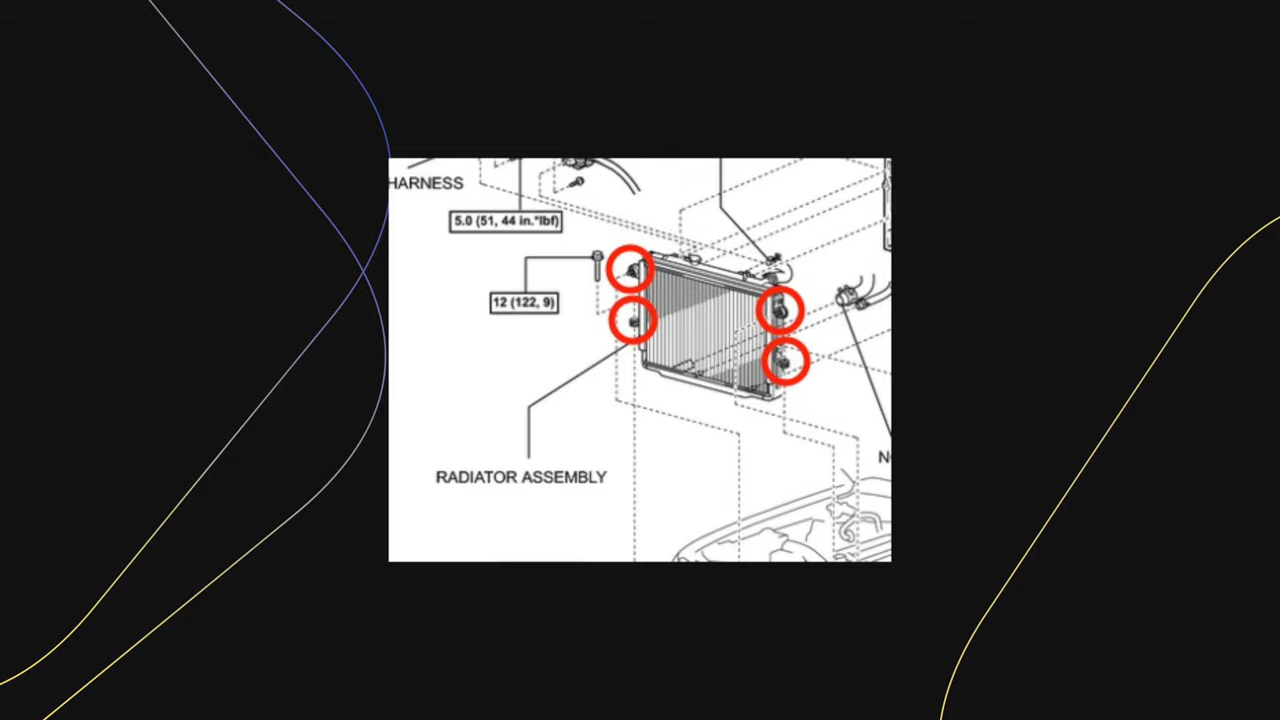 HARNESS
5.0 (51, 44 in.*lbf)
12 (122, 9)
RADIATOR ASSEMBLY